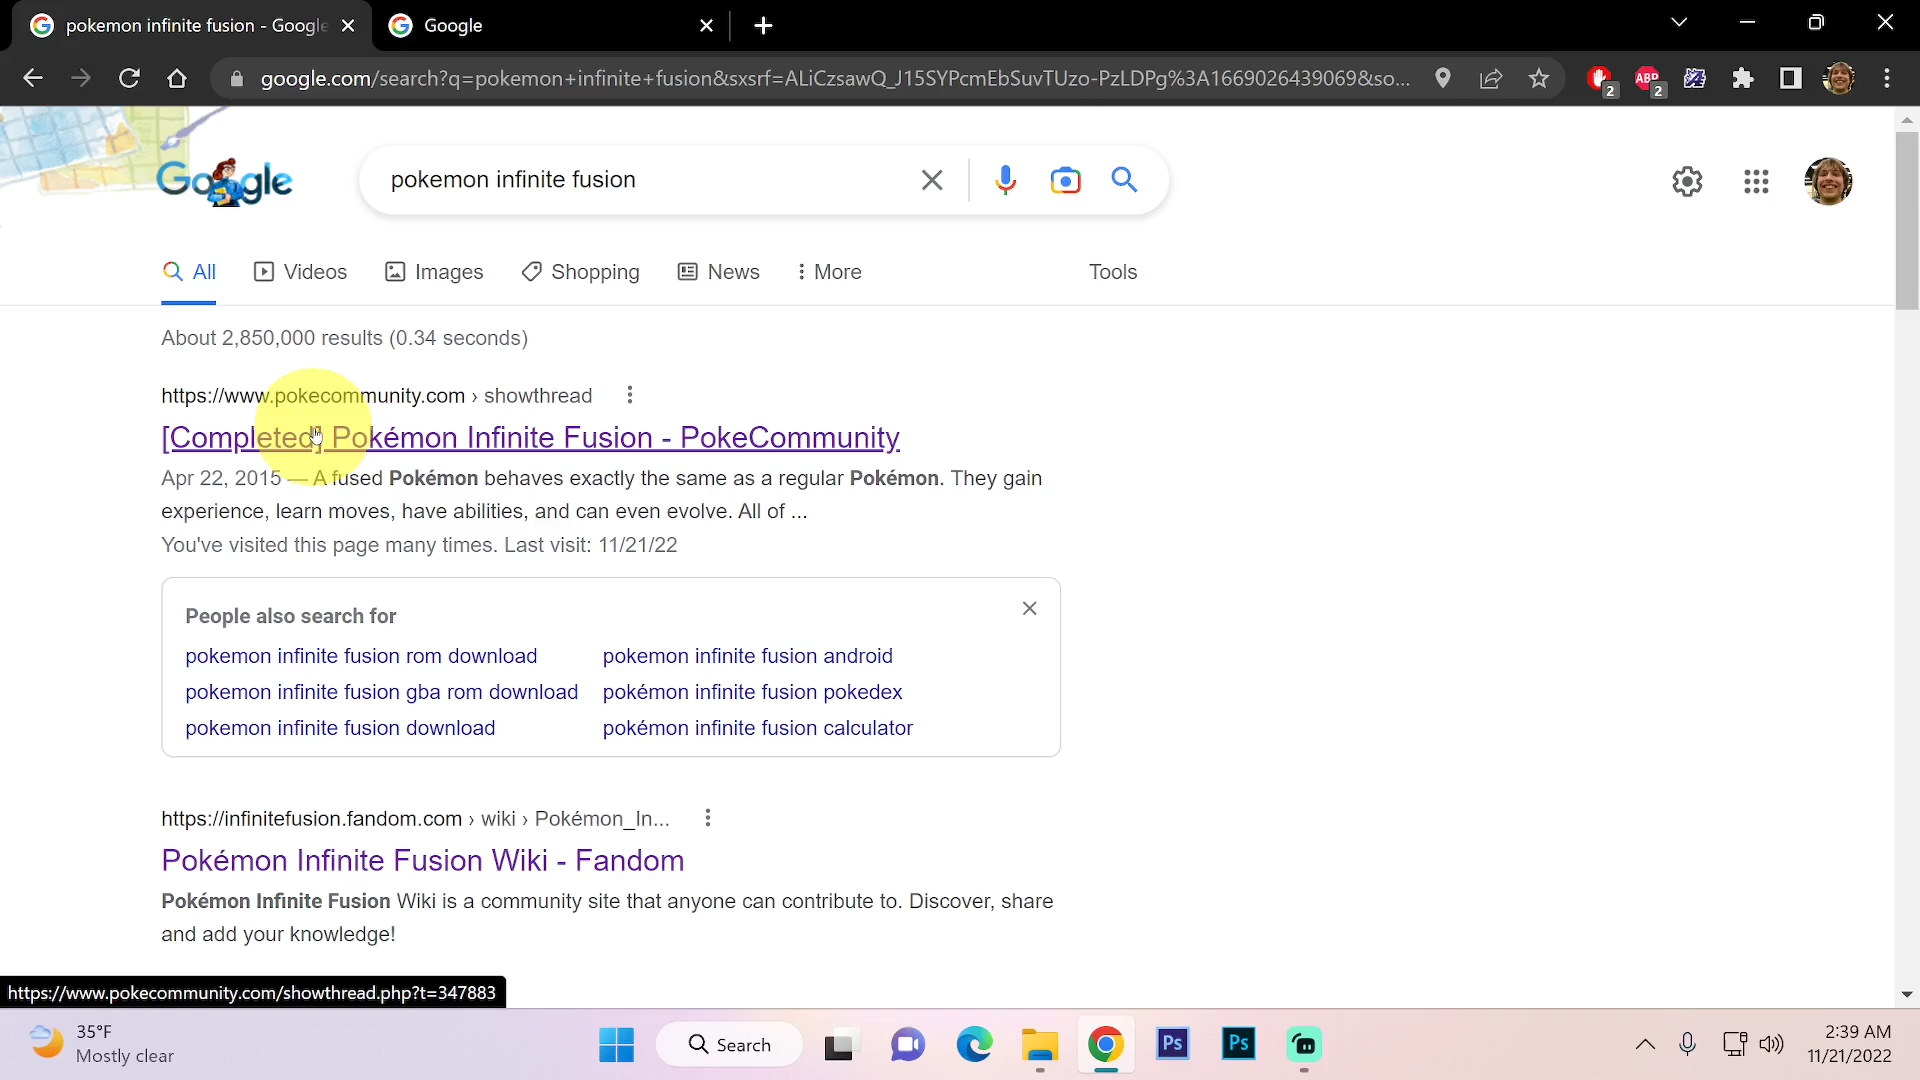 pokemon infinite fusion - Google
Google
google.com/search?q=pokemon+infinite+fusion&sxsrf=ALiCzsawQ_J15SYPcmEbSuvTUzo-PzLDPg%3A1669026439069&so...
2
ABP
2
Google
pokemon infinite fusion
All
Videos
Images
Shopping
News
More
Tools
About 2,850,000 results (0.34 seconds)
https://www.pokecommunity.com › showthread
[Completed] Pokémon Infinite Fusion - PokeCommunity
Apr 22, 2015 — A fused Pokémon behaves exactly the same as a regular Pokémon. They gain
experience, learn moves, have abilities, and can even evolve. All of ...
You've visited this page many times. Last visit: 11/21/22
People also search for
pokemon infinite fusion rom download
pokemon infinite fusion android
pokemon infinite fusion gba rom download
pokémon infinite fusion pokedex
pokemon infinite fusion download
pokémon infinite fusion calculator
https://infinitefusion.fandom.com › wiki › Pokémon_In...
Pokémon Infinite Fusion Wiki - Fandom
Pokémon Infinite Fusion Wiki is a community site that anyone can contribute to. Discover, share
and add your knowledge!
https://www.pokecommunity.com/showthread.php?t=347883
35°F
Mostly clear
Search
Ps
Ps
2:39 AM
11/21/2022